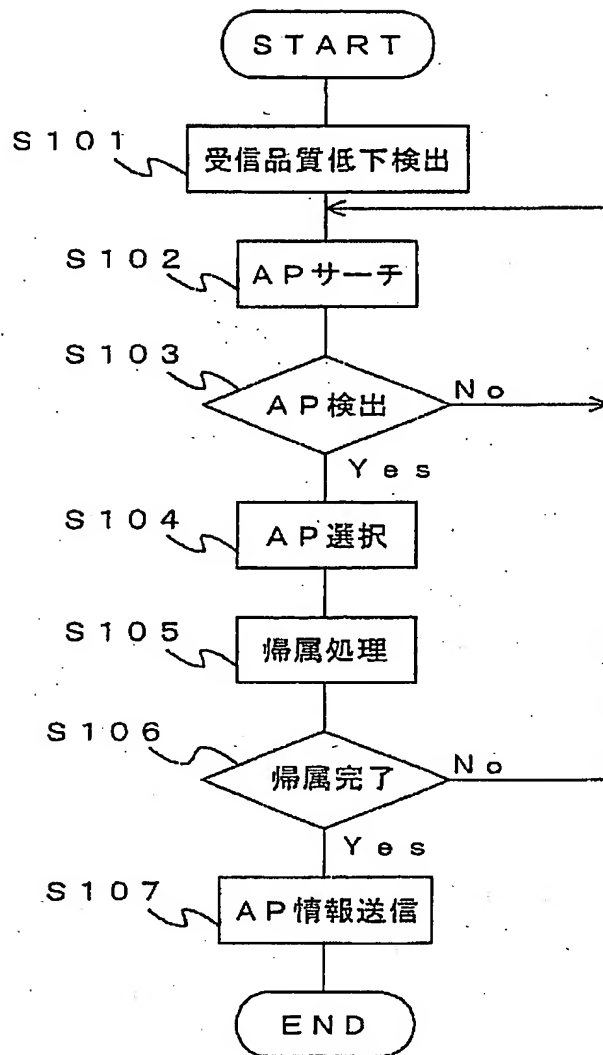 START
S101
受信品質低下検出
S102
APサーチ
S103
AP検出
No
Yes
S104
AP選択
S105
帰属処理
S106
帰属完了
No
Yes
S107
AP情報送信
END